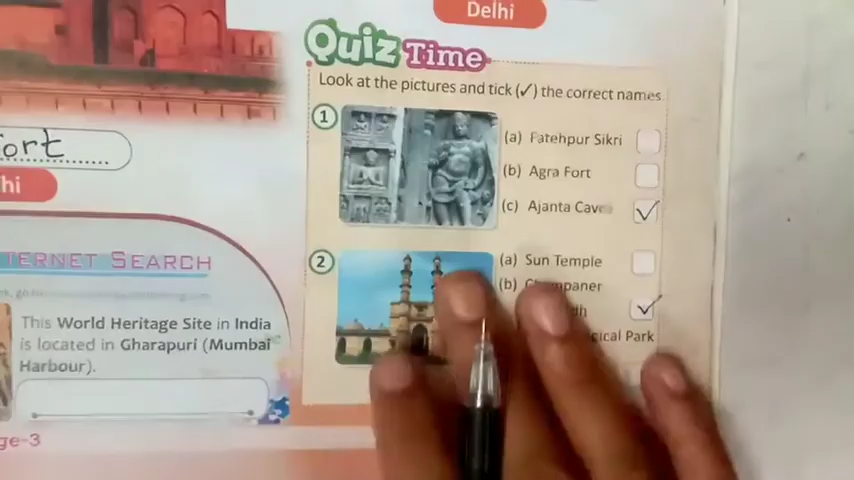 Delhi
Quiz Time
Look at the pictures and tick (✓) the correct names.
ort
hi
1
(a) Fatehpur Sikri
(b) Agra Fort
(c) Ajanta Cave
2
(a) Sun Temple
(b)
Park
TERNET SEARCH
This World Heritage Site in India
is located in Gharapuri (Mumbai
Harbour).
ge-3